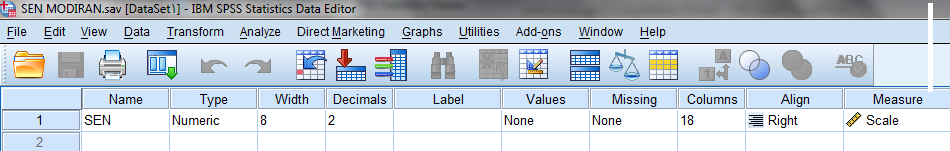 SEN MODIRAN.sav [DataSet1] - IBM SPSS Statistics Data Editor
File Edit View Data Transform Analyze Direct Marketing Graphs Utilities Add-ons Window Help
A 1 ABC
Name Type Width Decimals Label Values Missing Columns Align Measure
1 SEN Numeric 8 2 None None 18 Right Scale
2